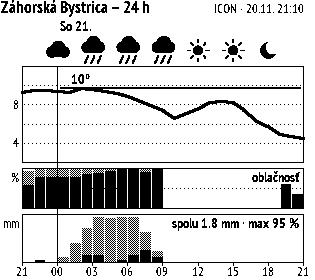 Záhorská Bystrica – 24 h
ICON · 20.11. 21:10
So 21.
10°
8
4
%
oblačnosť
mm
spolu 1.8 mm · max 95 %
21 00 03 06 09 12 15 18 21